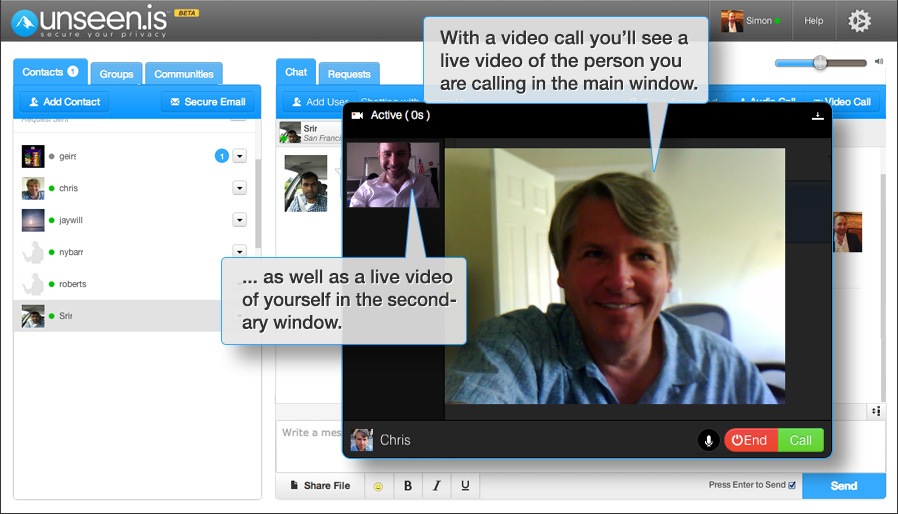 unseen.is BETA
secure your privacy
Simon
Help
With a video call you'll see a
live video of the person you
are calling in the main window.
Contacts 1
Groups
Communities
Chat
Requests
Add Contact
Secure Email
Add User
Chatting with
Audio Call
Video Call
Request Sent
Active ( 0s )
Srir
San Franci
geirs
1
chris
jaywill
nybarr
roberts
Srir
... as well as a live video
of yourself in the second-
ary window.
Write a mes
Chris
End
Call
Share File
B
I
U
Press Enter to Send
Send